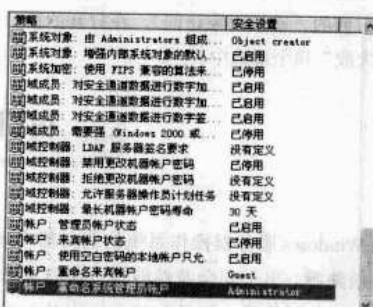 策略 安全设置
系统对象: 由 Administrators 组成... Object creator
系统对象: 增强内部系统对象的默认... 已启用
系统加密: 使用 FIPS 兼容的算法来... 已停用
域成员: 对安全通道数据进行数字加... 已启用
域成员: 对安全通道数据进行数字加... 已启用
域成员: 对安全通道数据进行数字签... 已启用
域成员: 需要强 (Windows 2000 或... 已停用
域控制器: LDAP 服务器签名要求 没有定义
域控制器: 禁用更改机器帐户密码 已停用
域控制器: 拒绝更改机器帐户密码 没有定义
域控制器: 允许服务器操作员计划任务 没有定义
域控制器: 最长机器帐户密码寿命 30 天
帐户: 管理员帐户状态 已启用
帐户: 来宾帐户状态 已停用
帐户: 使用空白密码的本地帐户只允... 已启用
帐户: 重命名来宾帐户 Guest
帐户: 重命名系统管理员帐户 Administrator